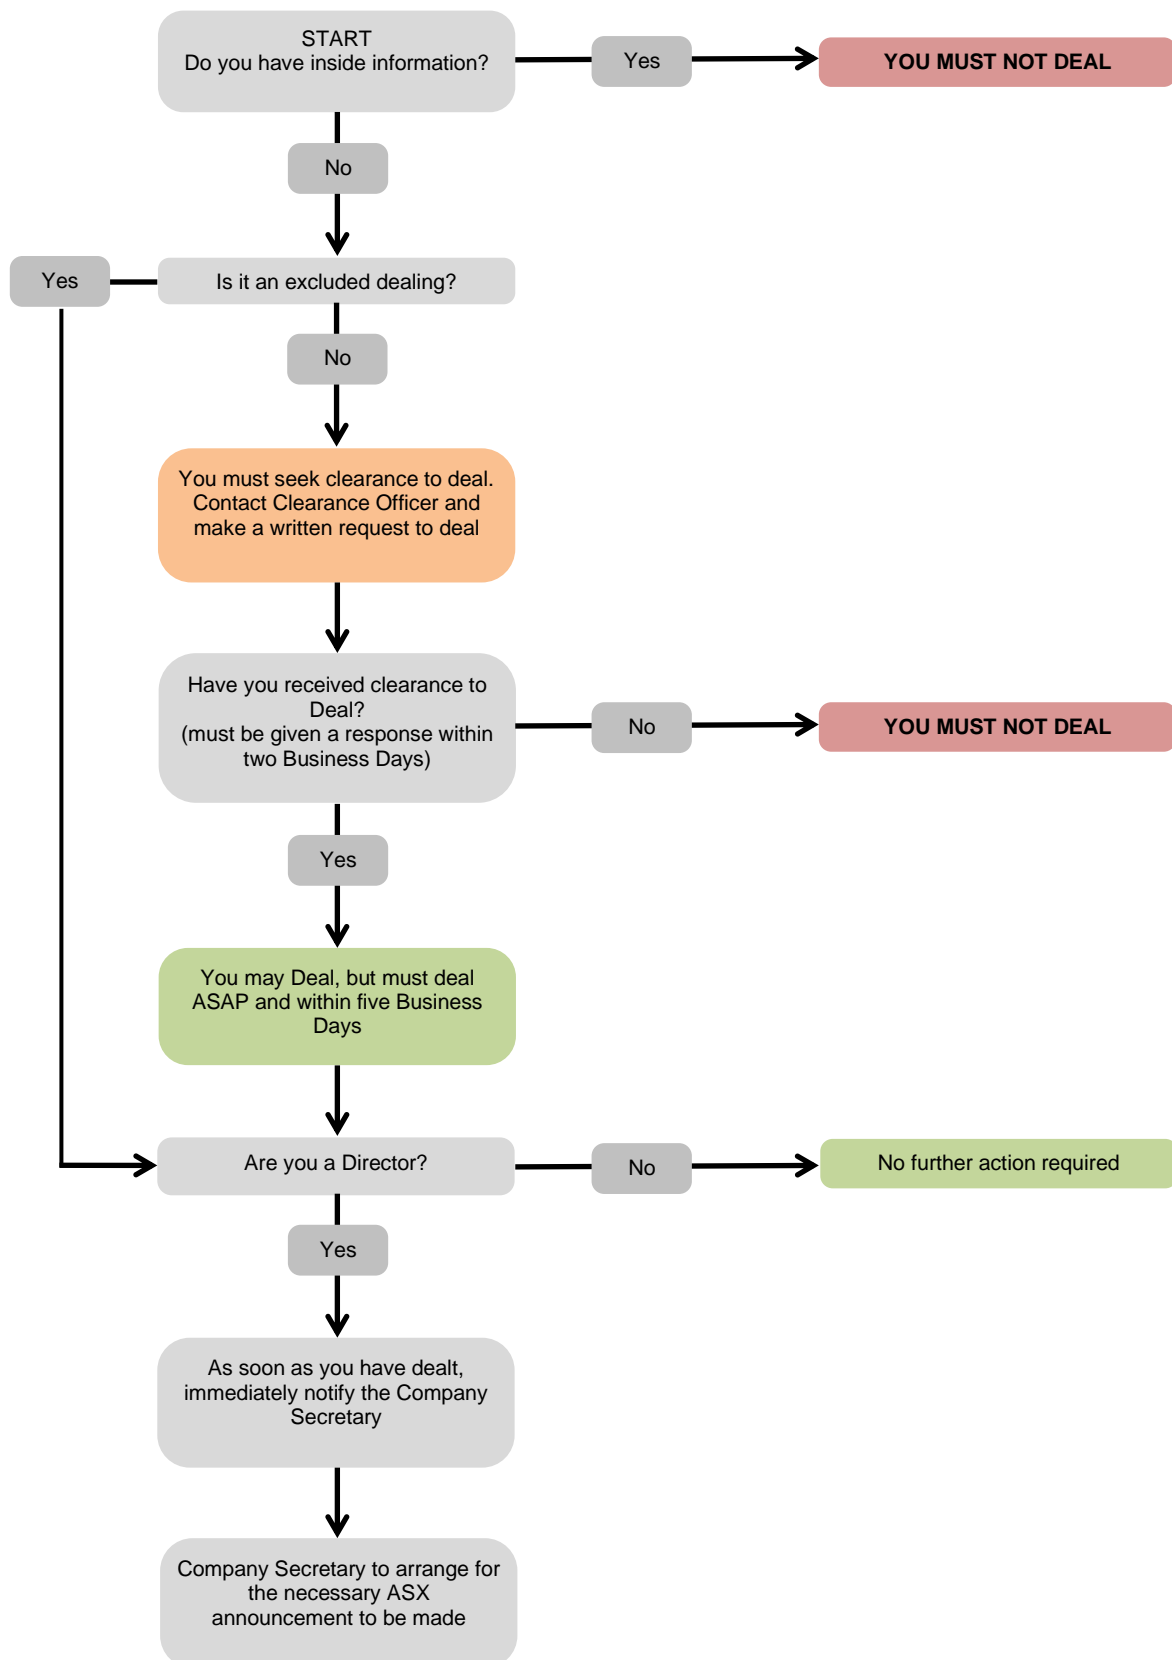 START
Do you have inside information?
Yes
YOU MUST NOT DEAL
No
Yes
Is it an excluded dealing?
No
You must seek clearance to deal.
Contact Clearance Officer and
make a written request to deal
Have you received clearance to
Deal?
(must be given a response within
two Business Days)
No
YOU MUST NOT DEAL
Yes
You may Deal, but must deal
ASAP and within five Business
Days
Are you a Director?
No
No further action required
Yes
As soon as you have dealt,
immediately notify the Company
Secretary
Company Secretary to arrange for
the necessary ASX
announcement to be made